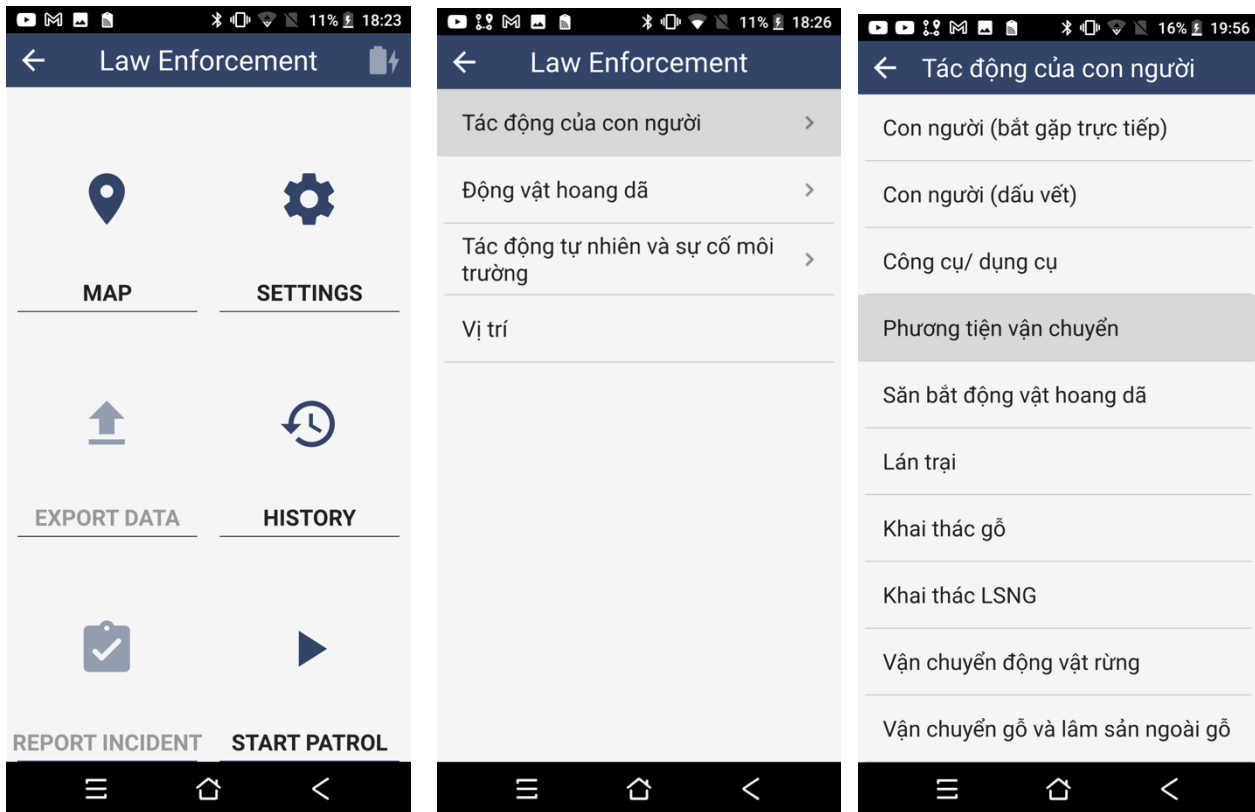 11% 18:23
Law Enforcement
MAP
SETTINGS
EXPORT DATA
HISTORY
REPORT INCIDENT
START PATROL
11% 18:26
Law Enforcement
Tác động của con người
Động vật hoang dã
Tác động tự nhiên và sự cố môi
trường
Vị trí
16% 19:56
Tác động của con người
Con người (bắt gặp trực tiếp)
Con người (dấu vết)
Công cụ/ dụng cụ
Phương tiện vận chuyển
Săn bắt động vật hoang dã
Lán trại
Khai thác gỗ
Khai thác LSNG
Vận chuyển động vật rừng
Vận chuyển gỗ và lâm sản ngoài gỗ